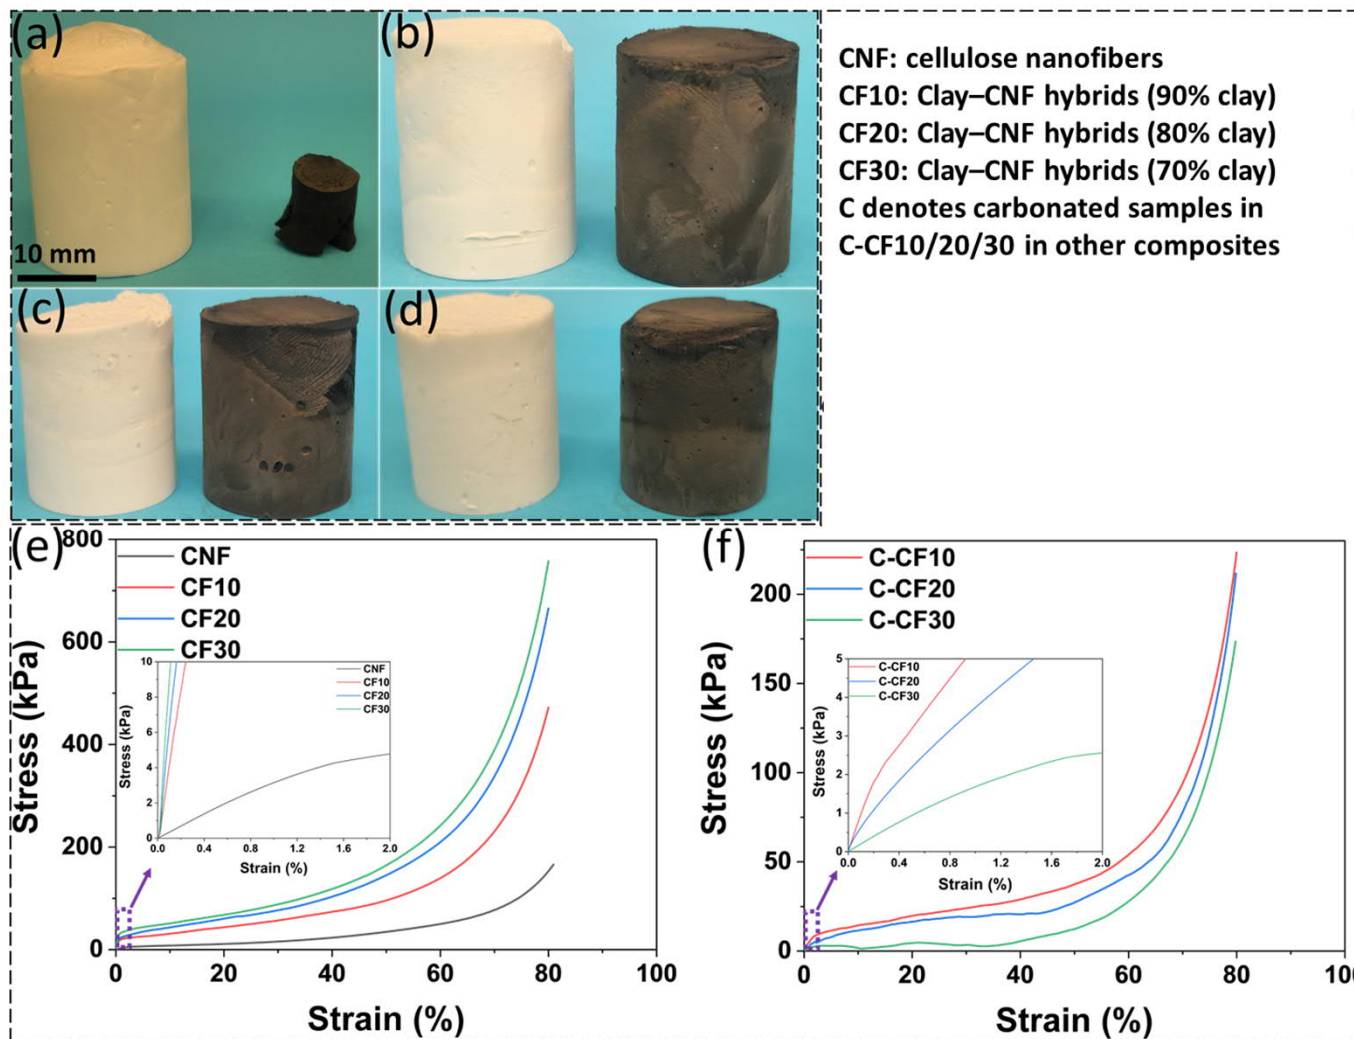 (a)
10 mm
(b)
(c)
(d)
CNF: cellulose nanofibers
CF10: Clay–CNF hybrids (90% clay)
CF20: Clay–CNF hybrids (80% clay)
CF30: Clay–CNF hybrids (70% clay)
C denotes carbonated samples in
C-CF10/20/30 in other composites
(e)
CNF
CF10
CF20
CF30
800
600
400
200
0
Stress (kPa)
0 20 40 60 80 100
Strain (%)
10
8
6
4
2
0
Stress (kPa)
CNF
CF10
CF20
CF30
0.0 0.4 0.8 1.2 1.6 2.0
Strain (%)
(f)
C-CF10
C-CF20
C-CF30
200
150
100
50
0
Stress (kPa)
0 20 40 60 80 100
Strain (%)
5
4
3
2
1
0
Stress (kPa)
C-CF10
C-CF20
C-CF30
0.0 0.4 0.8 1.2 1.6 2.0
Strain (%)